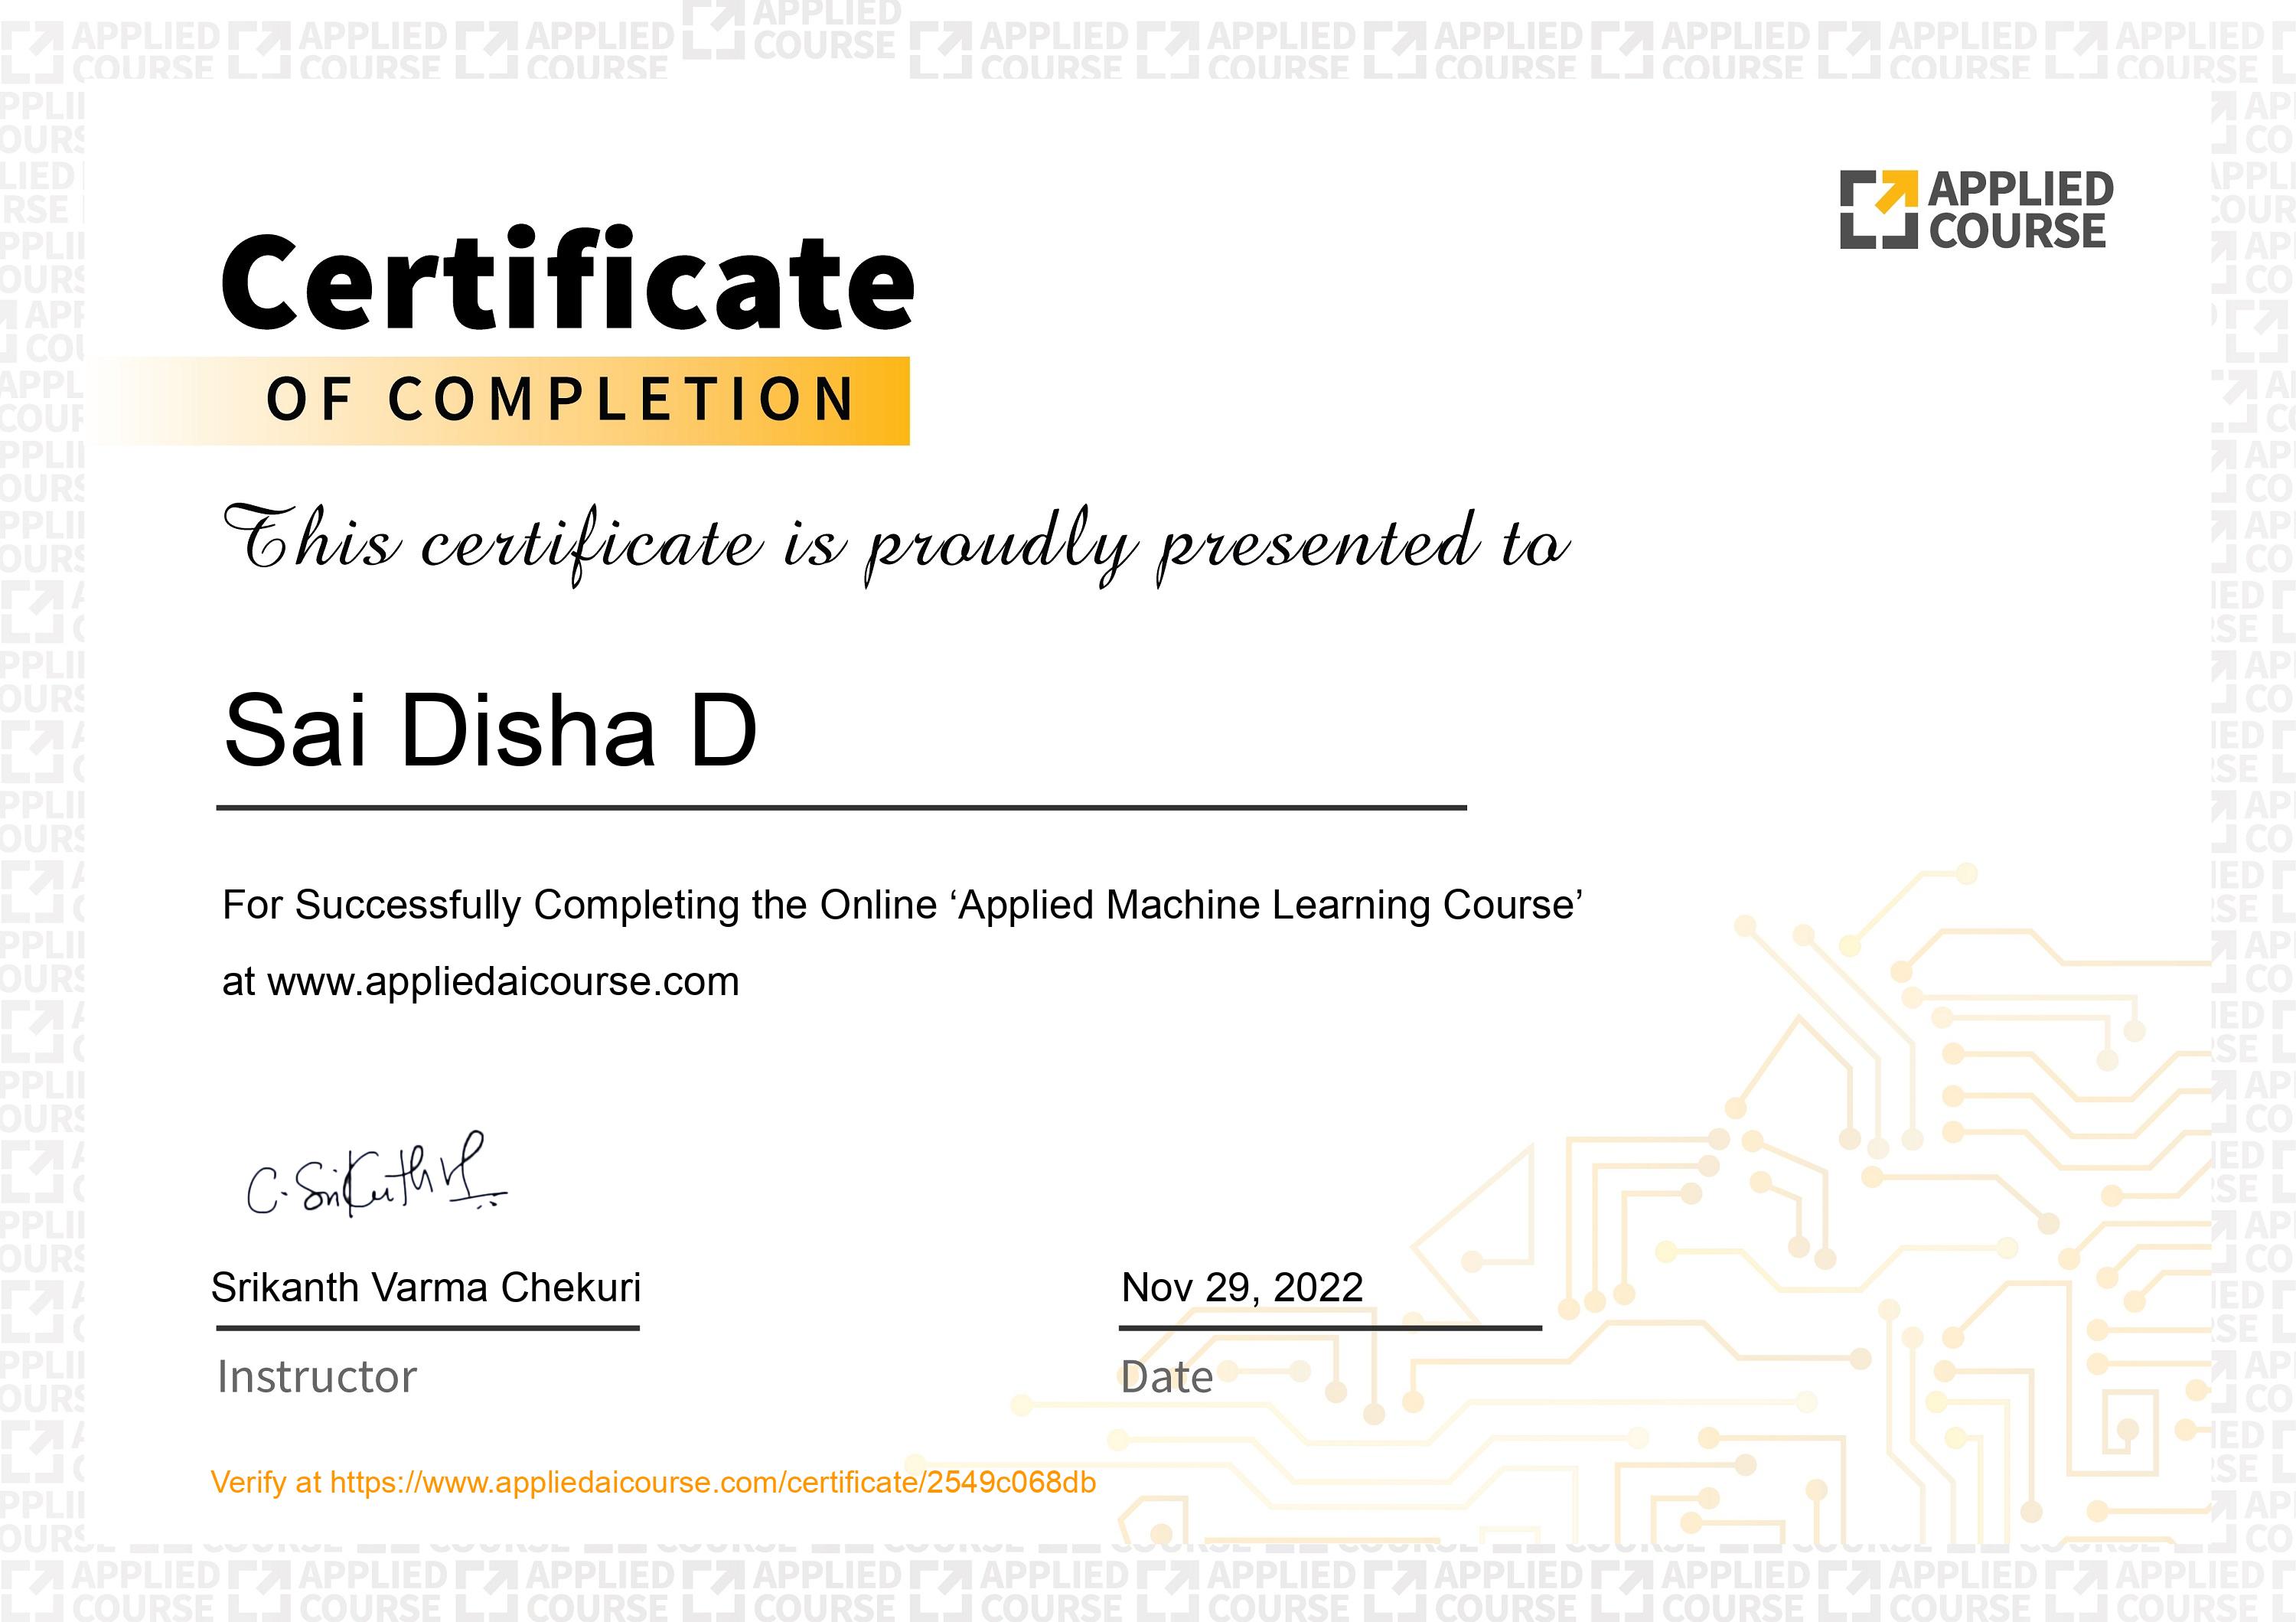 APPLIED
COURSE
Certificate
OF COMPLETION
This certificate is proudly presented to
Sai Disha D
For Successfully Completing the Online ‘Applied Machine Learning Course’
at www.appliedaicourse.com
C. Srikanth V
Srikanth Varma Chekuri
Nov 29, 2022
Instructor
Date
Verify at https://www.appliedaicourse.com/certificate/2549c068db